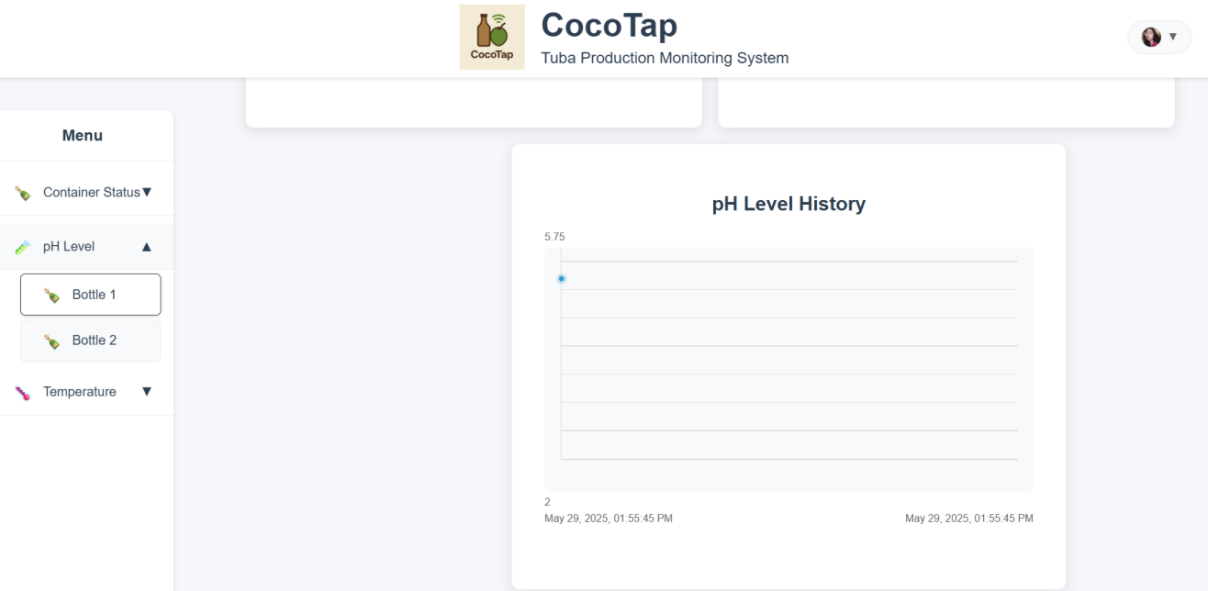 CocoTap
CocoTap
Tuba Production Monitoring System
▼
Menu
Container Status▼
pH Level ▲
Bottle 1
Bottle 2
Temperature ▼
pH Level History
5.75
2
May 29, 2025, 01:55:45 PM
May 29, 2025, 01:55:45 PM